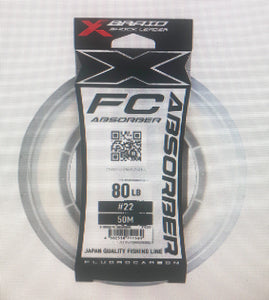 X-BRAID
SHOCK LEADER
X
FC
ABSORBER
ABSORBER
80LB
#22
50M
JAPAN QUALITY FISHING LINE
FLUOROCARBON